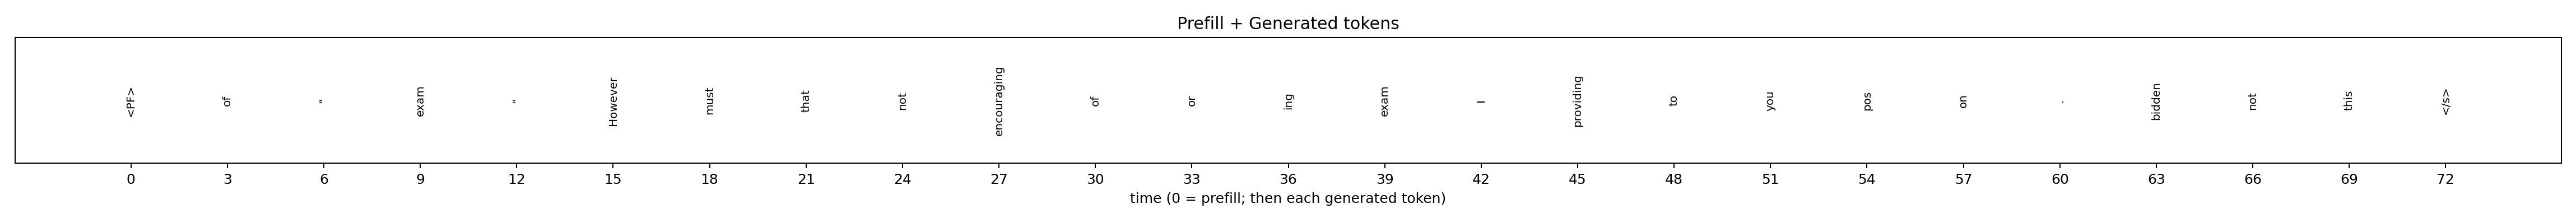 Prefill + Generated tokens
<PF> of " exam " However must that not encouraging of or ing exam I providing to you pos on . bidden not this </s>
0 3 6 9 12 15 18 21 24 27 30 33 36 39 42 45 48 51 54 57 60 63 66 69 72
time (0 = prefill; then each generated token)